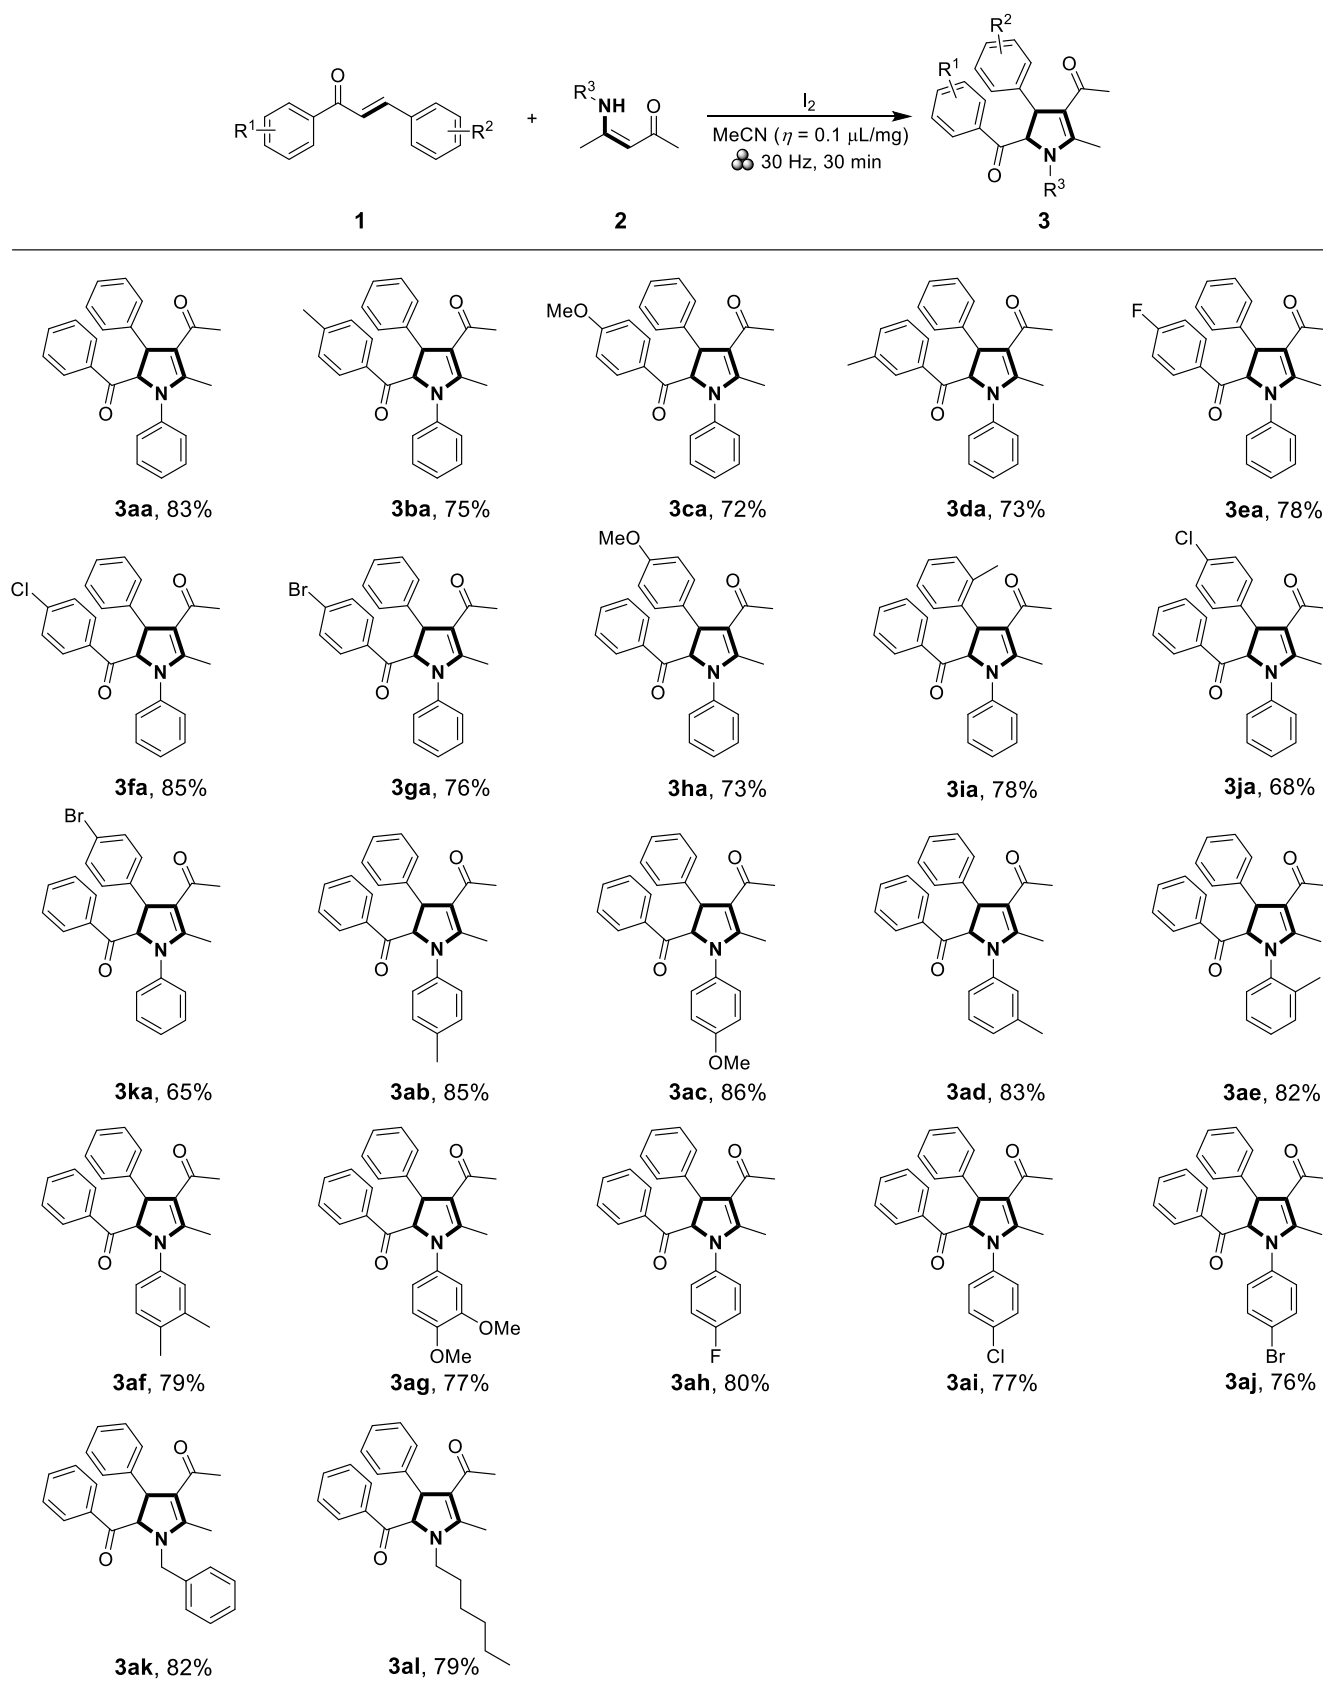 O
R¹
R²
+
R³
NH
O
I₂
MeCN (η = 0.1 μL/mg)
30 Hz, 30 min
R²
R¹
O
O
N
R³
1
2
3
O
O
N
O
O
N
MeO
O
O
N
O
O
N
F
O
O
N
3aa, 83%
3ba, 75%
3ca, 72%
3da, 73%
3ea, 78%
Cl
O
O
N
Br
O
O
N
MeO
O
O
N
O
O
N
Cl
O
O
N
3fa, 85%
3ga, 76%
3ha, 73%
3ia, 78%
3ja, 68%
Br
O
O
N
O
O
N
O
O
N
OMe
O
O
N
O
O
N
3ka, 65%
3ab, 85%
3ac, 86%
3ad, 83%
3ae, 82%
O
O
N
O
O
N
OMe
OMe
O
O
N
F
O
O
N
Cl
O
O
N
Br
3af, 79%
3ag, 77%
3ah, 80%
3ai, 77%
3aj, 76%
O
O
N
O
O
N
3ak, 82%
3al, 79%